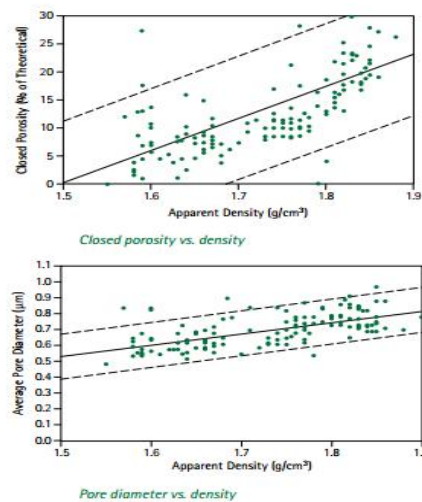 30
25
20
15
10
5
0
Closed Porosity (% of Theoretical)
1.5 1.6 1.7 1.8 1.9
Apparent Density (g/cm³)
Closed porosity vs. density
1.1
1.0
0.9
0.8
0.7
0.6
0.5
0.4
0.3
0.2
0.1
0.0
Average Pore Diameter (μm)
1.5 1.6 1.7 1.8 1.9
Apparent Density (g/cm³)
Pore diameter vs. density